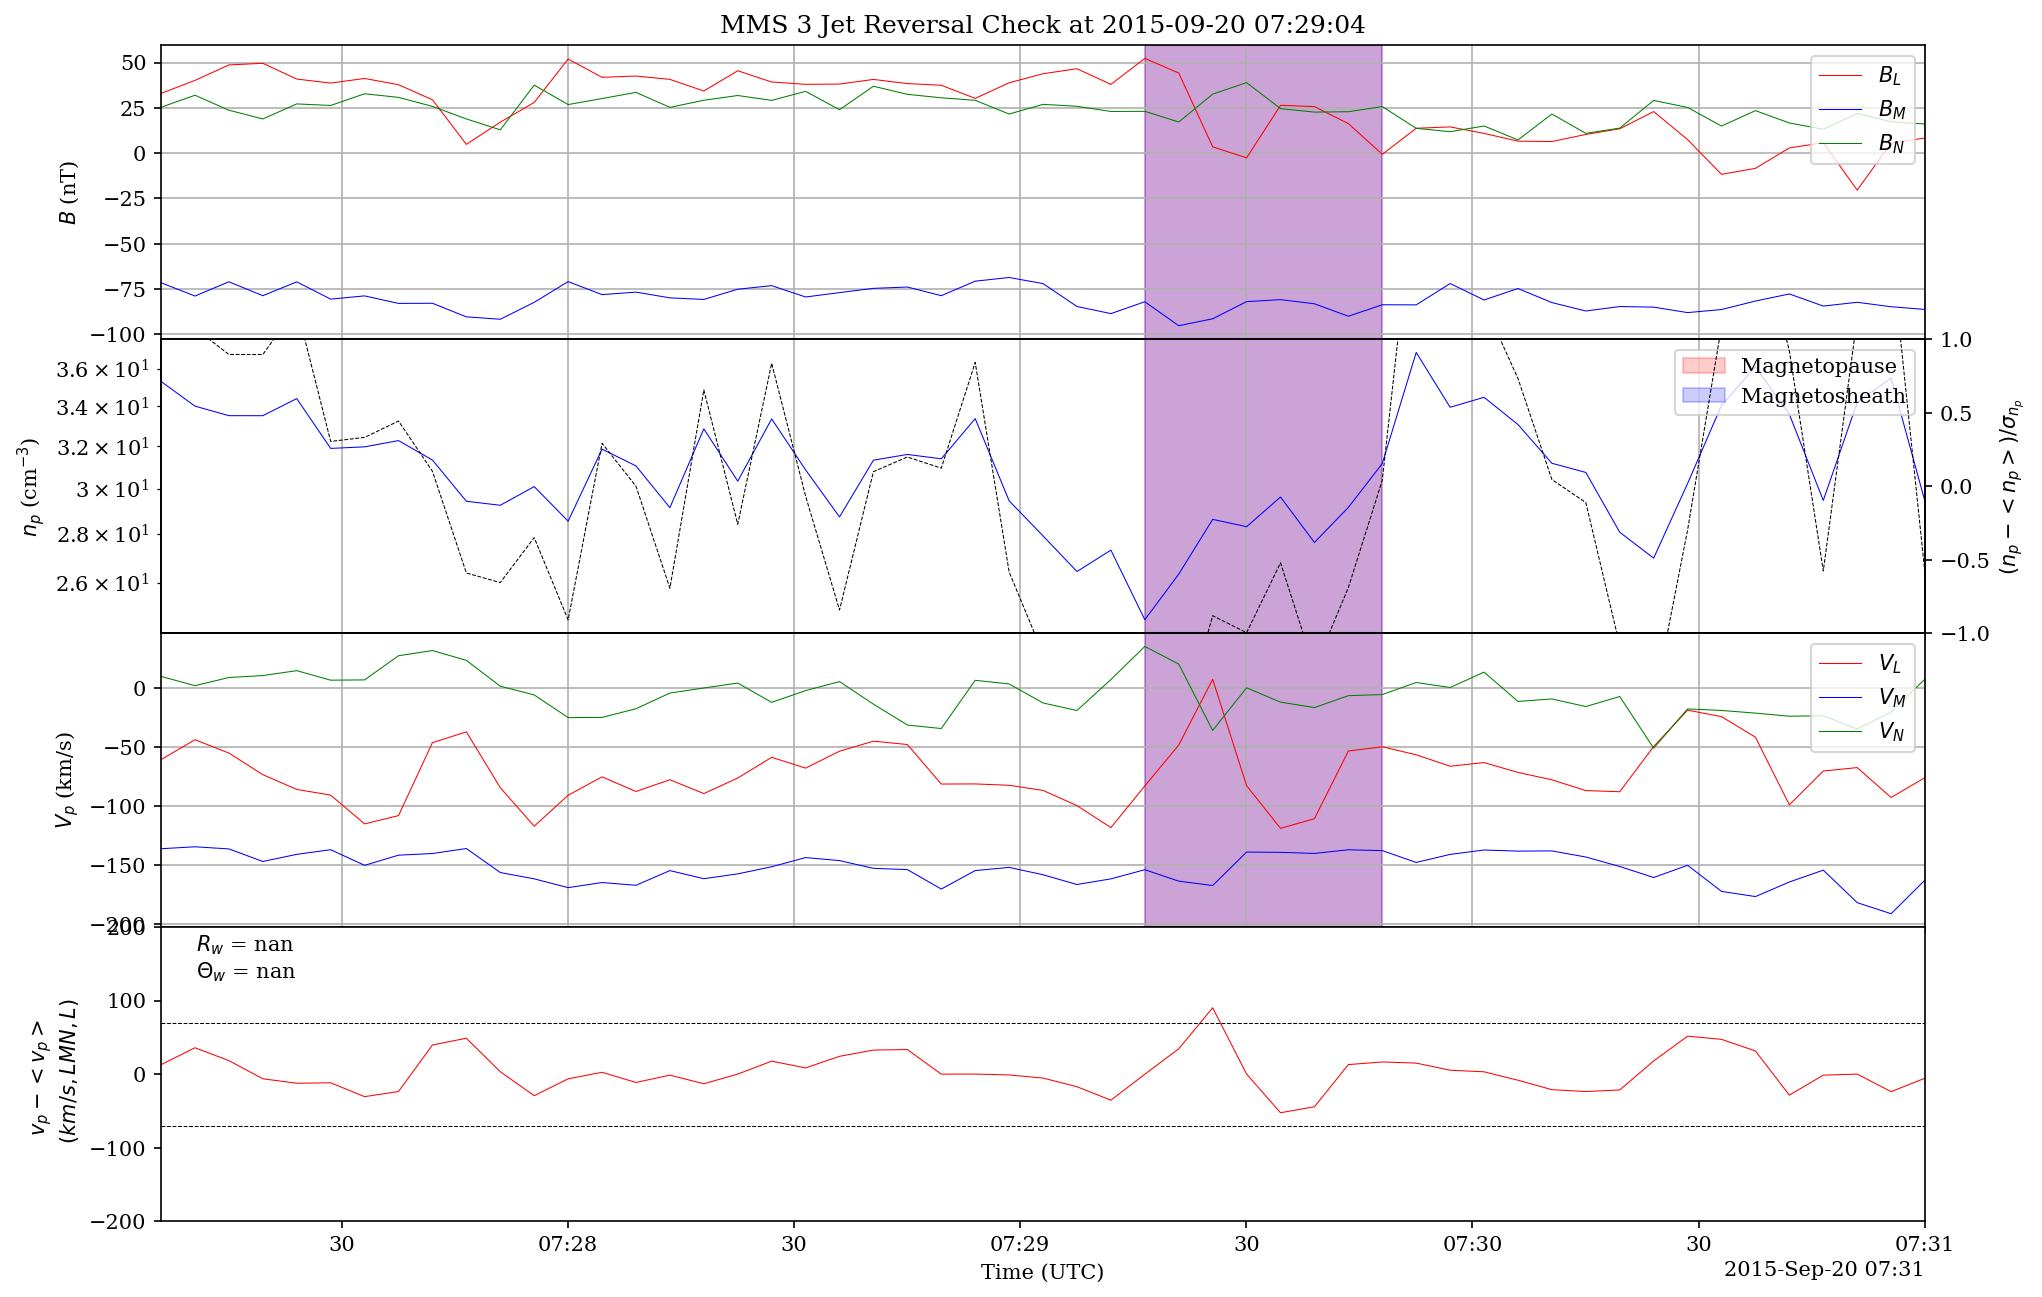 MMS 3 Jet Reversal Check at 2015-09-20 07:29:04
50
25
0
−25
−50
−75
−100
B (nT)
B_L
B_M
B_N
3.6 × 10^1
3.4 × 10^1
3.2 × 10^1
3 × 10^1
2.8 × 10^1
2.6 × 10^1
n_p (cm^−3)
Magnetopause
Magnetosheath
1.0
0.5
0.0
−0.5
−1.0
(n_p − < n_p >)/σ_{n_p}
0
−50
−100
−150
−200
V_p (km/s)
V_L
V_M
V_N
200
100
0
−100
−200
v_p − < v_p >
(km/s, LMN, L)
R_w = nan
Θ_w = nan
30
07:28
30
07:29
30
07:30
30
07:31
Time (UTC)
2015-Sep-20 07:31